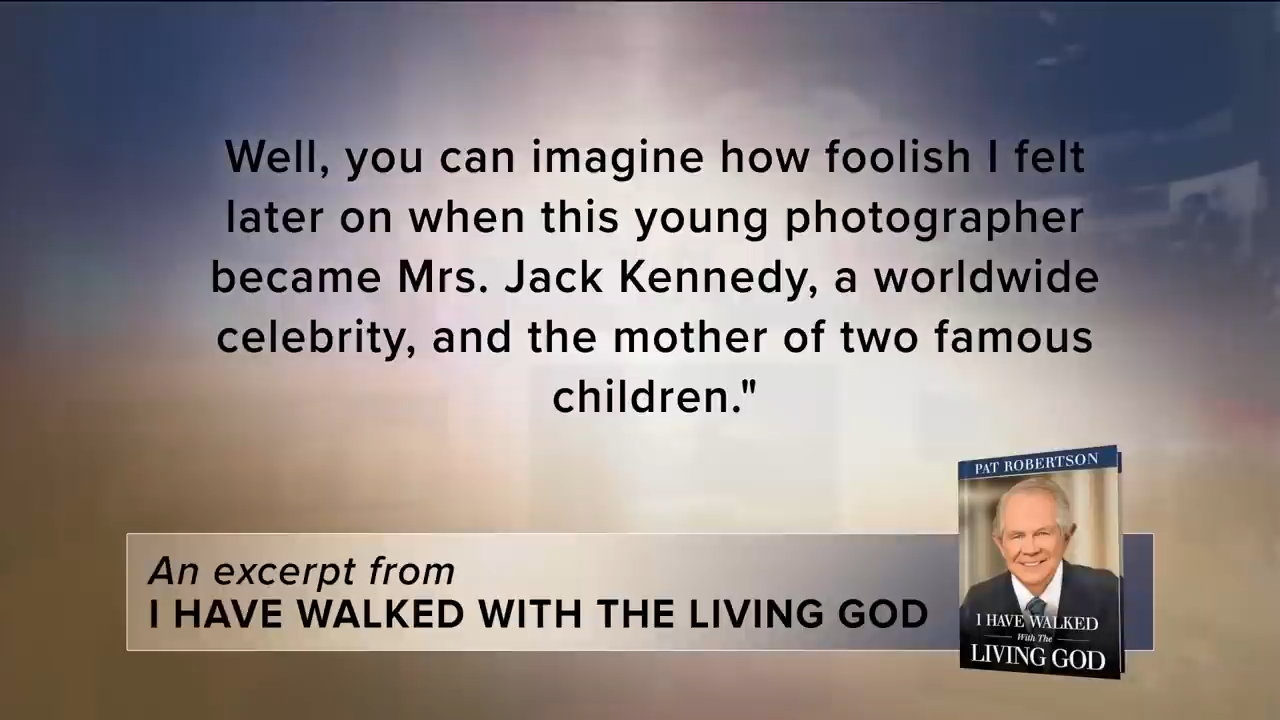 Well, you can imagine how foolish I felt
later on when this young photographer
became Mrs. Jack Kennedy, a worldwide
celebrity, and the mother of two famous
children."
An excerpt from
I HAVE WALKED WITH THE LIVING GOD
PAT ROBERTSON
I HAVE WALKED
With The
LIVING GOD